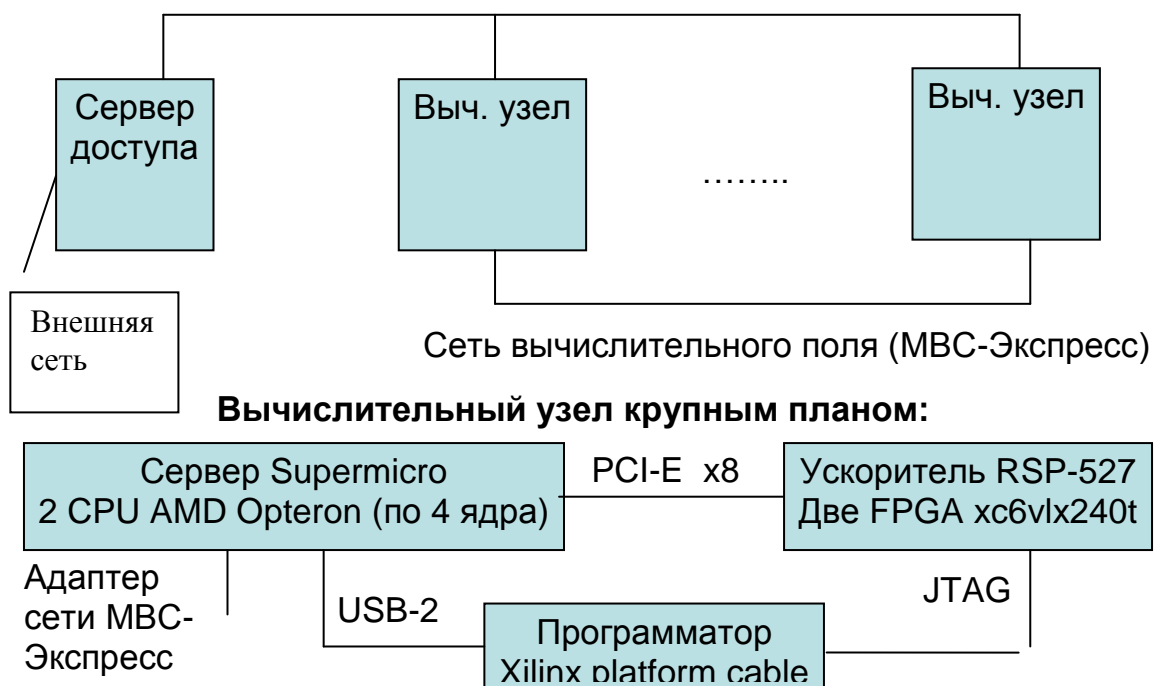 Сервер
доступа
Выч. узел
Выч. узел
……..
Внешняя
сеть
Сеть вычислительного поля (МВС-Экспресс)
Вычислительный узел крупным планом:
Сервер Supermicro
2 CPU AMD Opteron (по 4 ядра)
PCI-E x8
Ускоритель RSP-527
Две FPGA xc6vlx240t
Адаптер
сети МВС-
Экспресс
USB-2
JTAG
Программатор
Xilinx platform cable